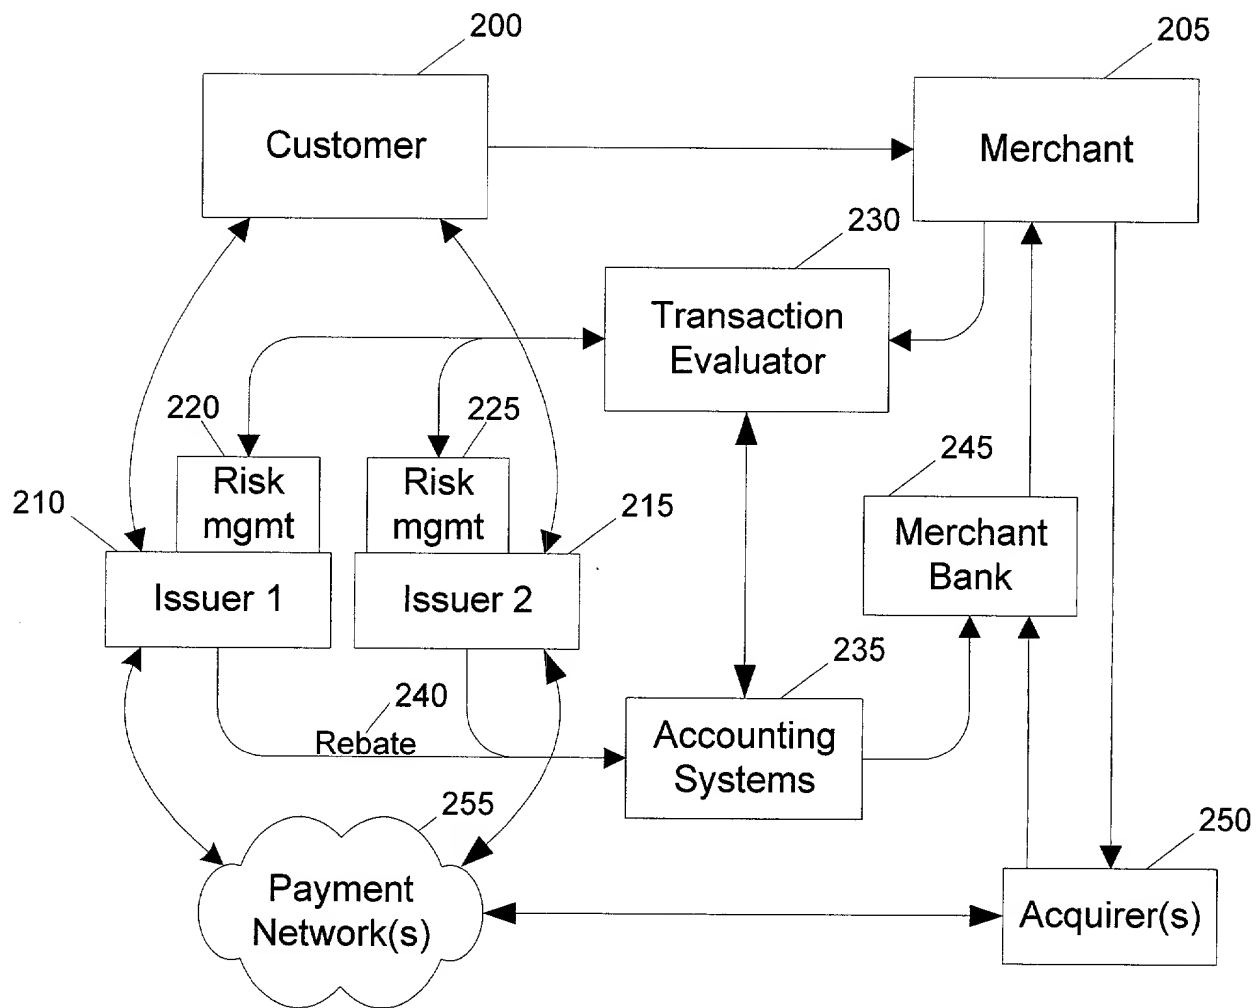 200
205
Customer
Merchant
230
Transaction
Evaluator
220
225
245
Risk
mgmt
Risk
mgmt
210
215
Merchant
Bank
Issuer 1
Issuer 2
235
240
Rebate
Accounting
Systems
255
250
Payment
Network(s)
Acquirer(s)